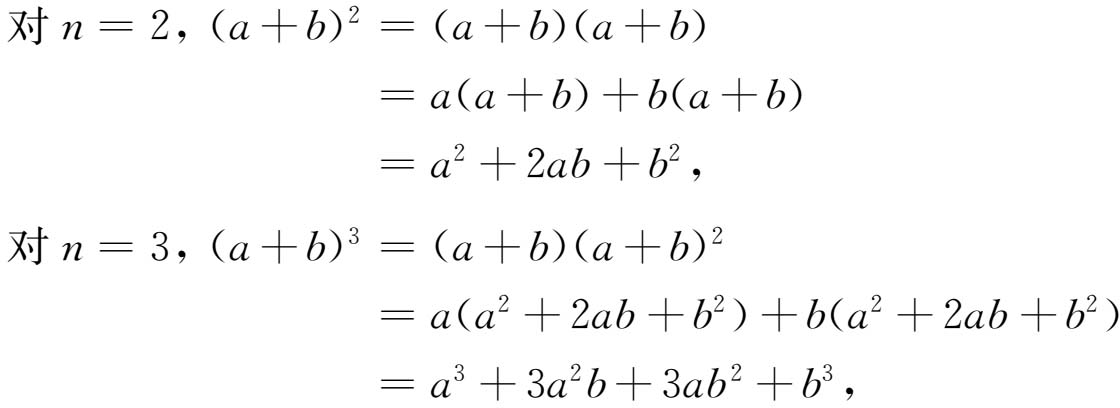 对 n = 2, (a+b)² = (a+b)(a+b)
= a(a+b)+b(a+b)
= a²+2ab+b²,
对 n = 3, (a+b)³ = (a+b)(a+b)²
= a(a²+2ab+b²)+b(a²+2ab+b²)
= a³+3a²b+3ab²+b³,